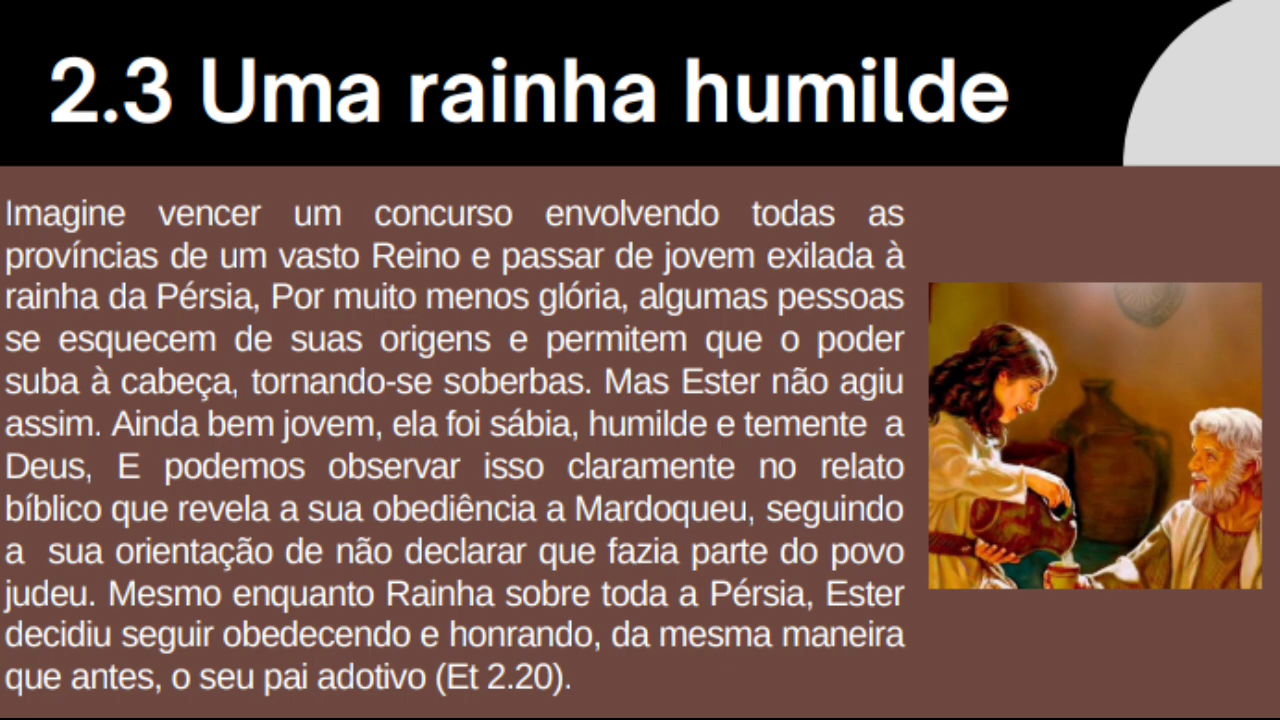 2.3 Uma rainha humilde
Imagine vencer um concurso envolvendo todas as
províncias de um vasto Reino e passar de jovem exilada à
rainha da Pérsia, Por muito menos glória, algumas pessoas
se esquecem de suas origens e permitem que o poder
suba à cabeça, tornando-se soberbas. Mas Ester não agiu
assim. Ainda bem jovem, ela foi sábia, humilde e temente a
Deus, E podemos observar isso claramente no relato
bíblico que revela a sua obediência a Mardoqueu, seguindo
a sua orientação de não declarar que fazia parte do povo
judeu. Mesmo enquanto Rainha sobre toda a Pérsia, Ester
decidiu seguir obedecendo e honrando, da mesma maneira
que antes, o seu pai adotivo (Et 2.20).